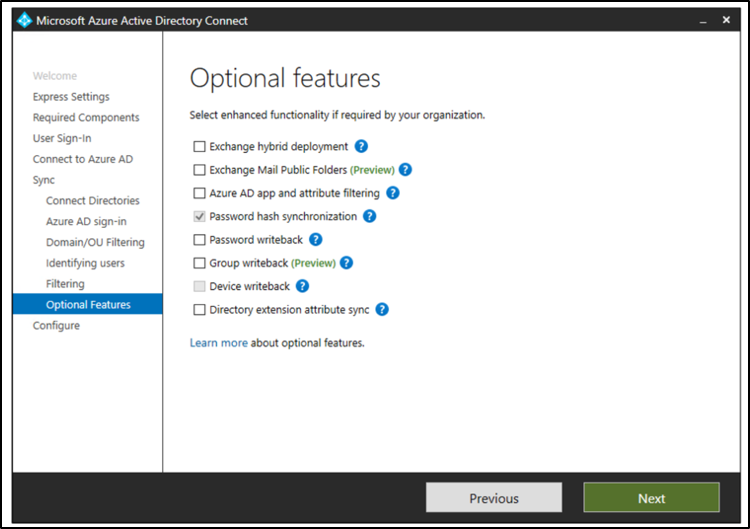 Microsoft Azure Active Directory Connect
Welcome
Express Settings
Required Components
User Sign-In
Connect to Azure AD
Sync
Connect Directories
Azure AD sign-in
Domain/OU Filtering
Identifying users
Filtering
Optional Features
Configure
Optional features
Select enhanced functionality if required by your organization.
Exchange hybrid deployment ?
Exchange Mail Public Folders (Preview) ?
Azure AD app and attribute filtering ?
Password hash synchronization ?
Password writeback ?
Group writeback (Preview) ?
Device writeback ?
Directory extension attribute sync ?
Learn more about optional features.
Previous
Next